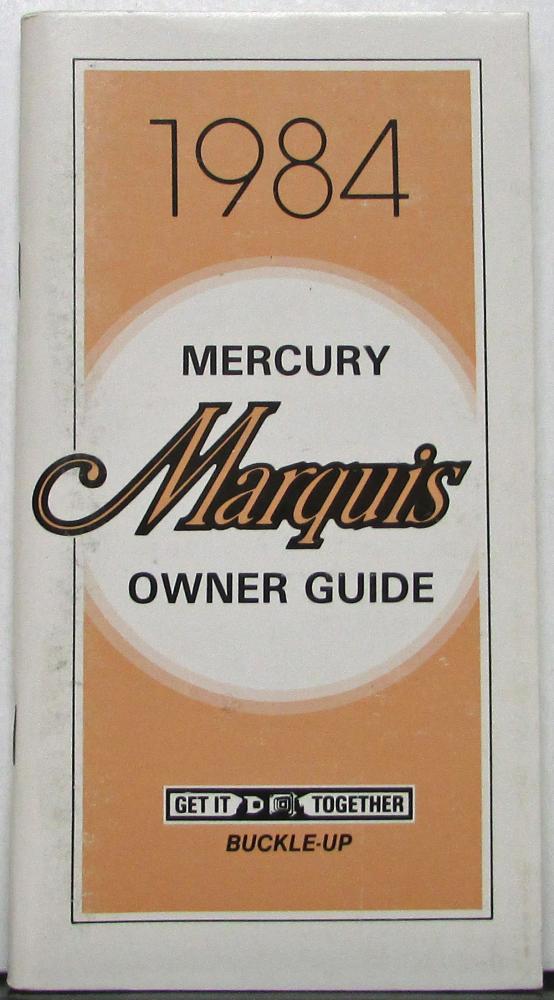 1984
MERCURY
Marquis
OWNER GUIDE
GET IT TOGETHER
BUCKLE-UP